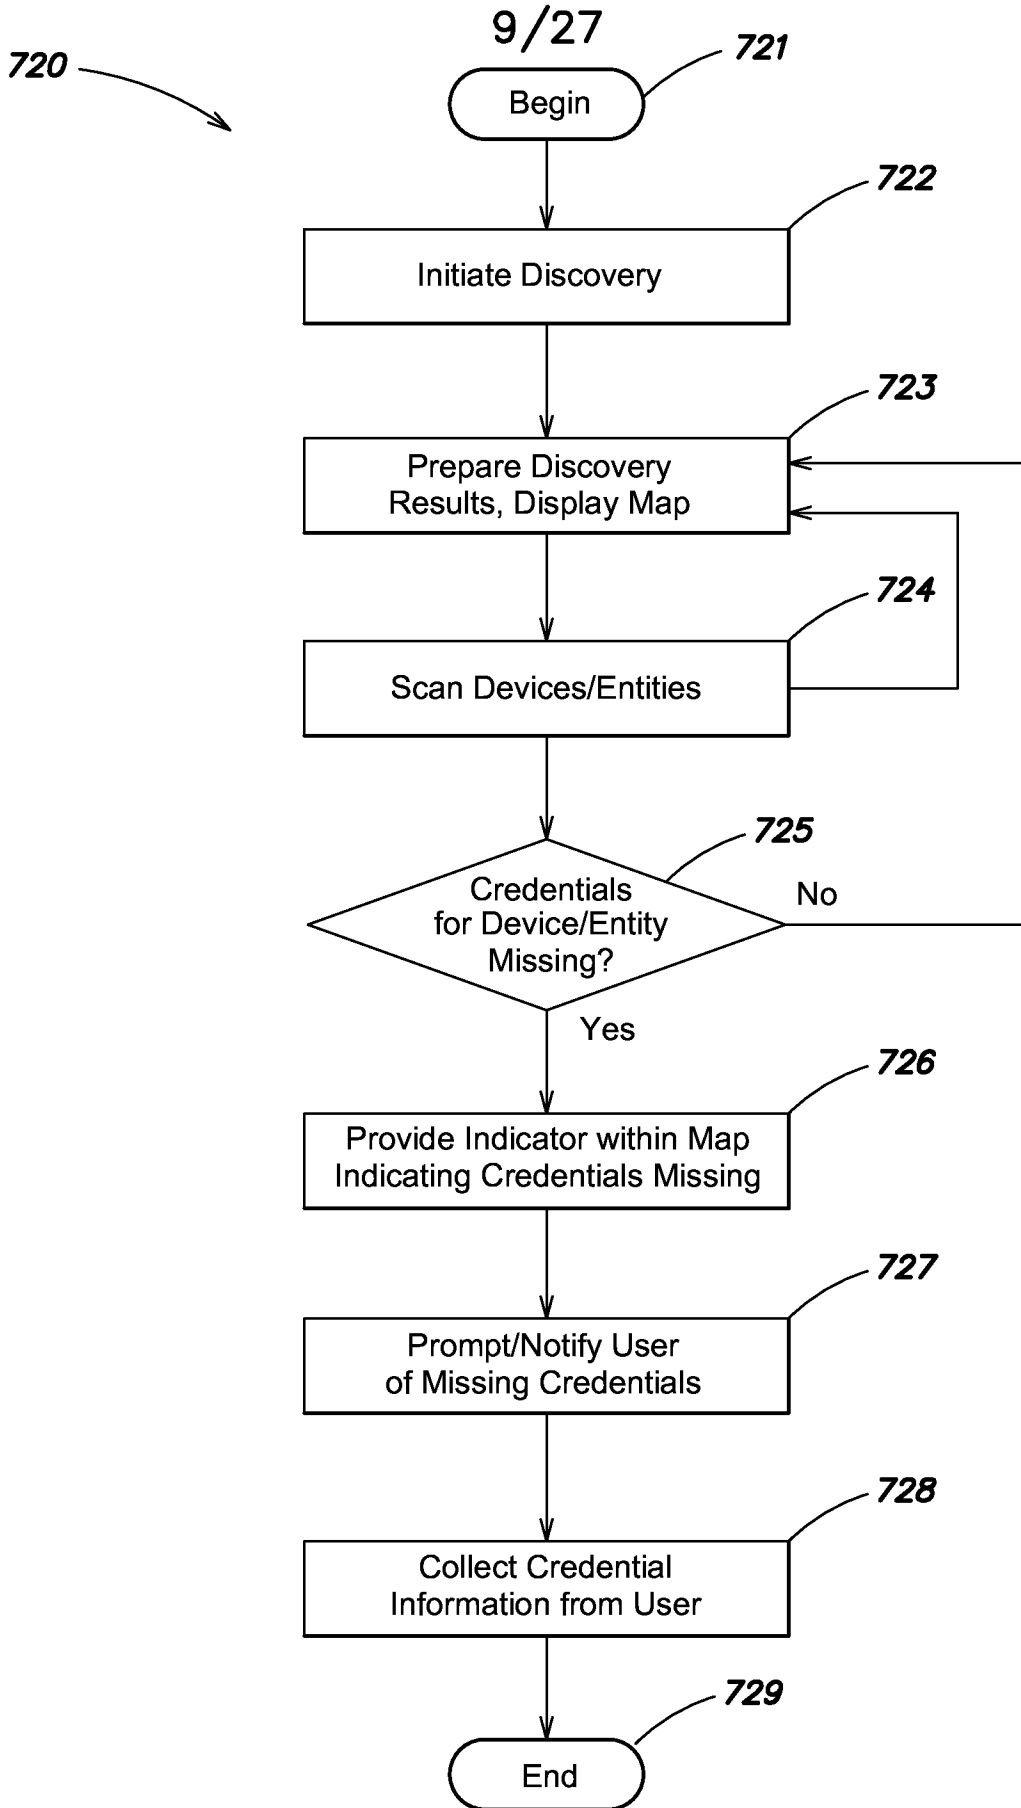 9/27
720
721
Begin
722
Initiate Discovery
723
Prepare Discovery
Results, Display Map
724
Scan Devices/Entities
725
Credentials
for Device/Entity
Missing?
No
Yes
726
Provide Indicator within Map
Indicating Credentials Missing
727
Prompt/Notify User
of Missing Credentials
728
Collect Credential
Information from User
729
End